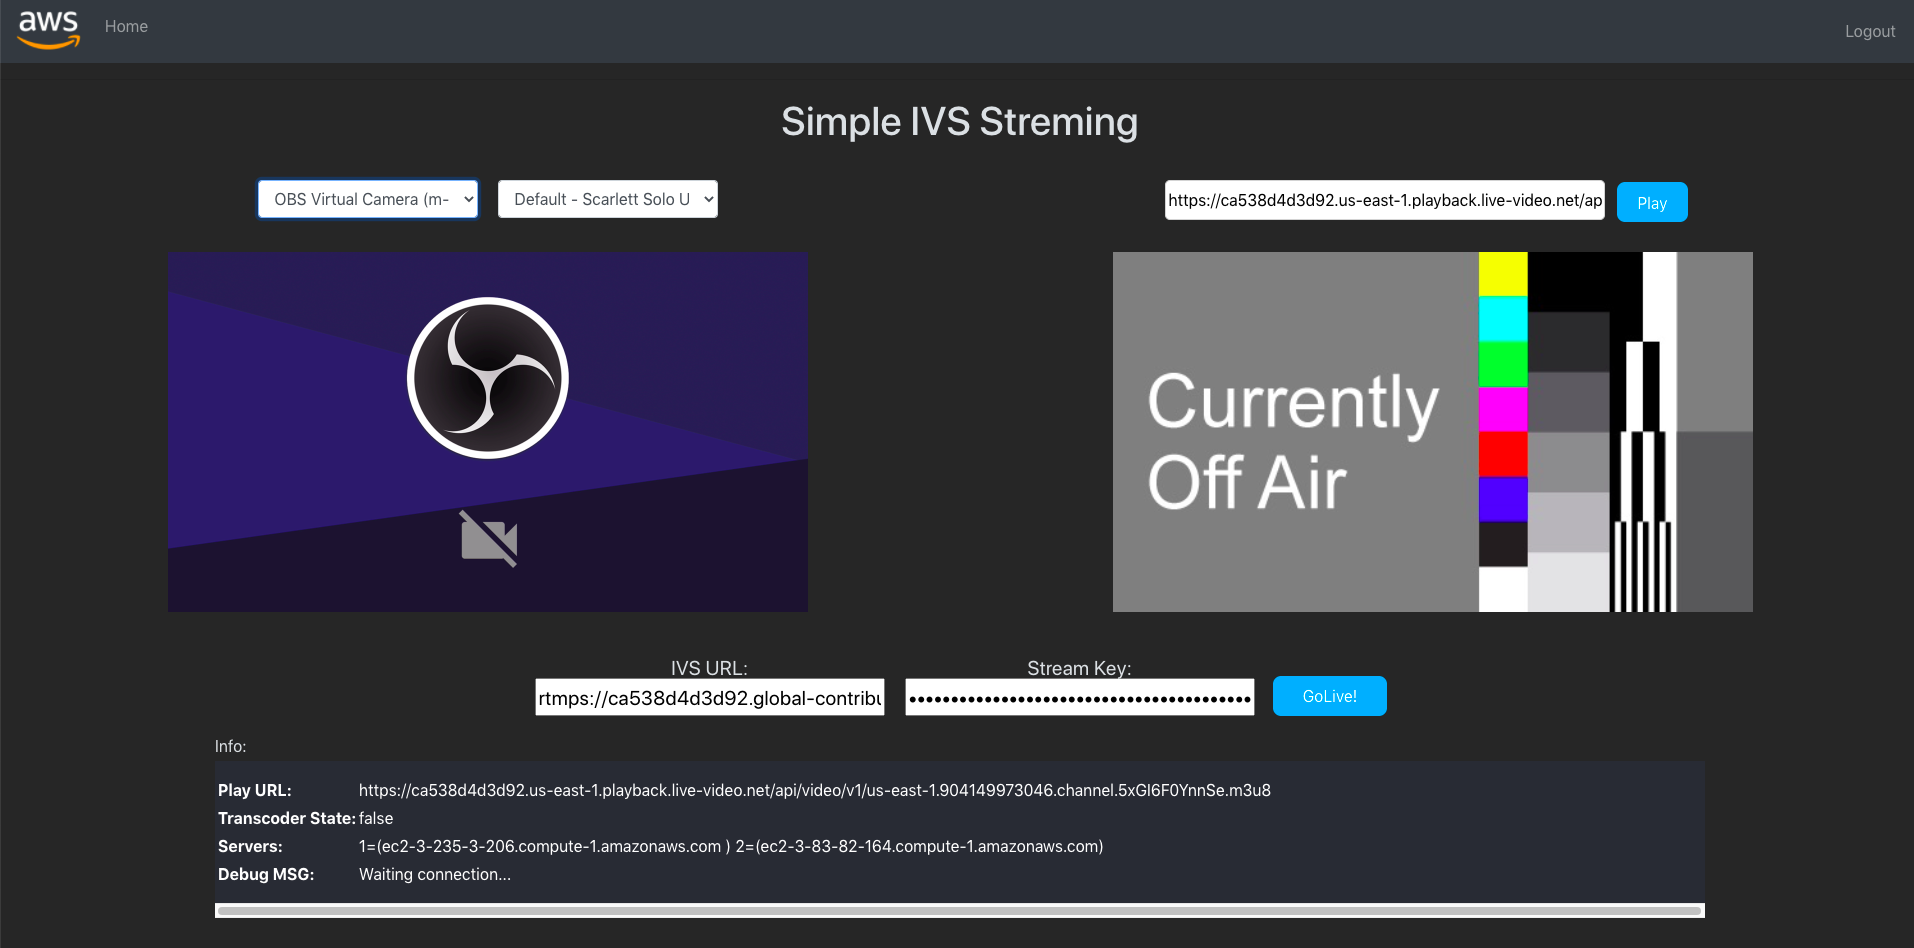 aws
Home
Logout
Simple IVS Streming
OBS Virtual Camera (m-
Default - Scarlett Solo U
https://ca538d4d3d92.us-east-1.playback.live-video.net/ap
Play
Currently
Off Air
IVS URL:
Stream Key:
rtmps://ca538d4d3d92.global-contribu
••••••••••••••••••••••••••••••••••••••••••
GoLive!
Info:
Play URL: https://ca538d4d3d92.us-east-1.playback.live-video.net/api/video/v1/us-east-1.904149973046.channel.5xGI6F0YnnSe.m3u8
Transcoder State: false
Servers: 1=(ec2-3-235-3-206.compute-1.amazonaws.com ) 2=(ec2-3-83-82-164.compute-1.amazonaws.com)
Debug MSG: Waiting connection...